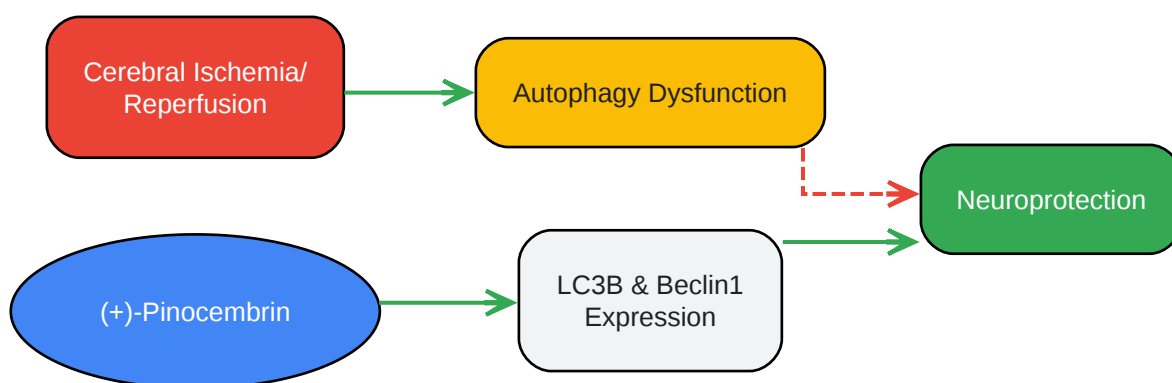 Cerebral Ischemia/
Reperfusion
Autophagy Dysfunction
Neuroprotection
(+)-Pinocembrin
LC3B & Beclin1
Expression